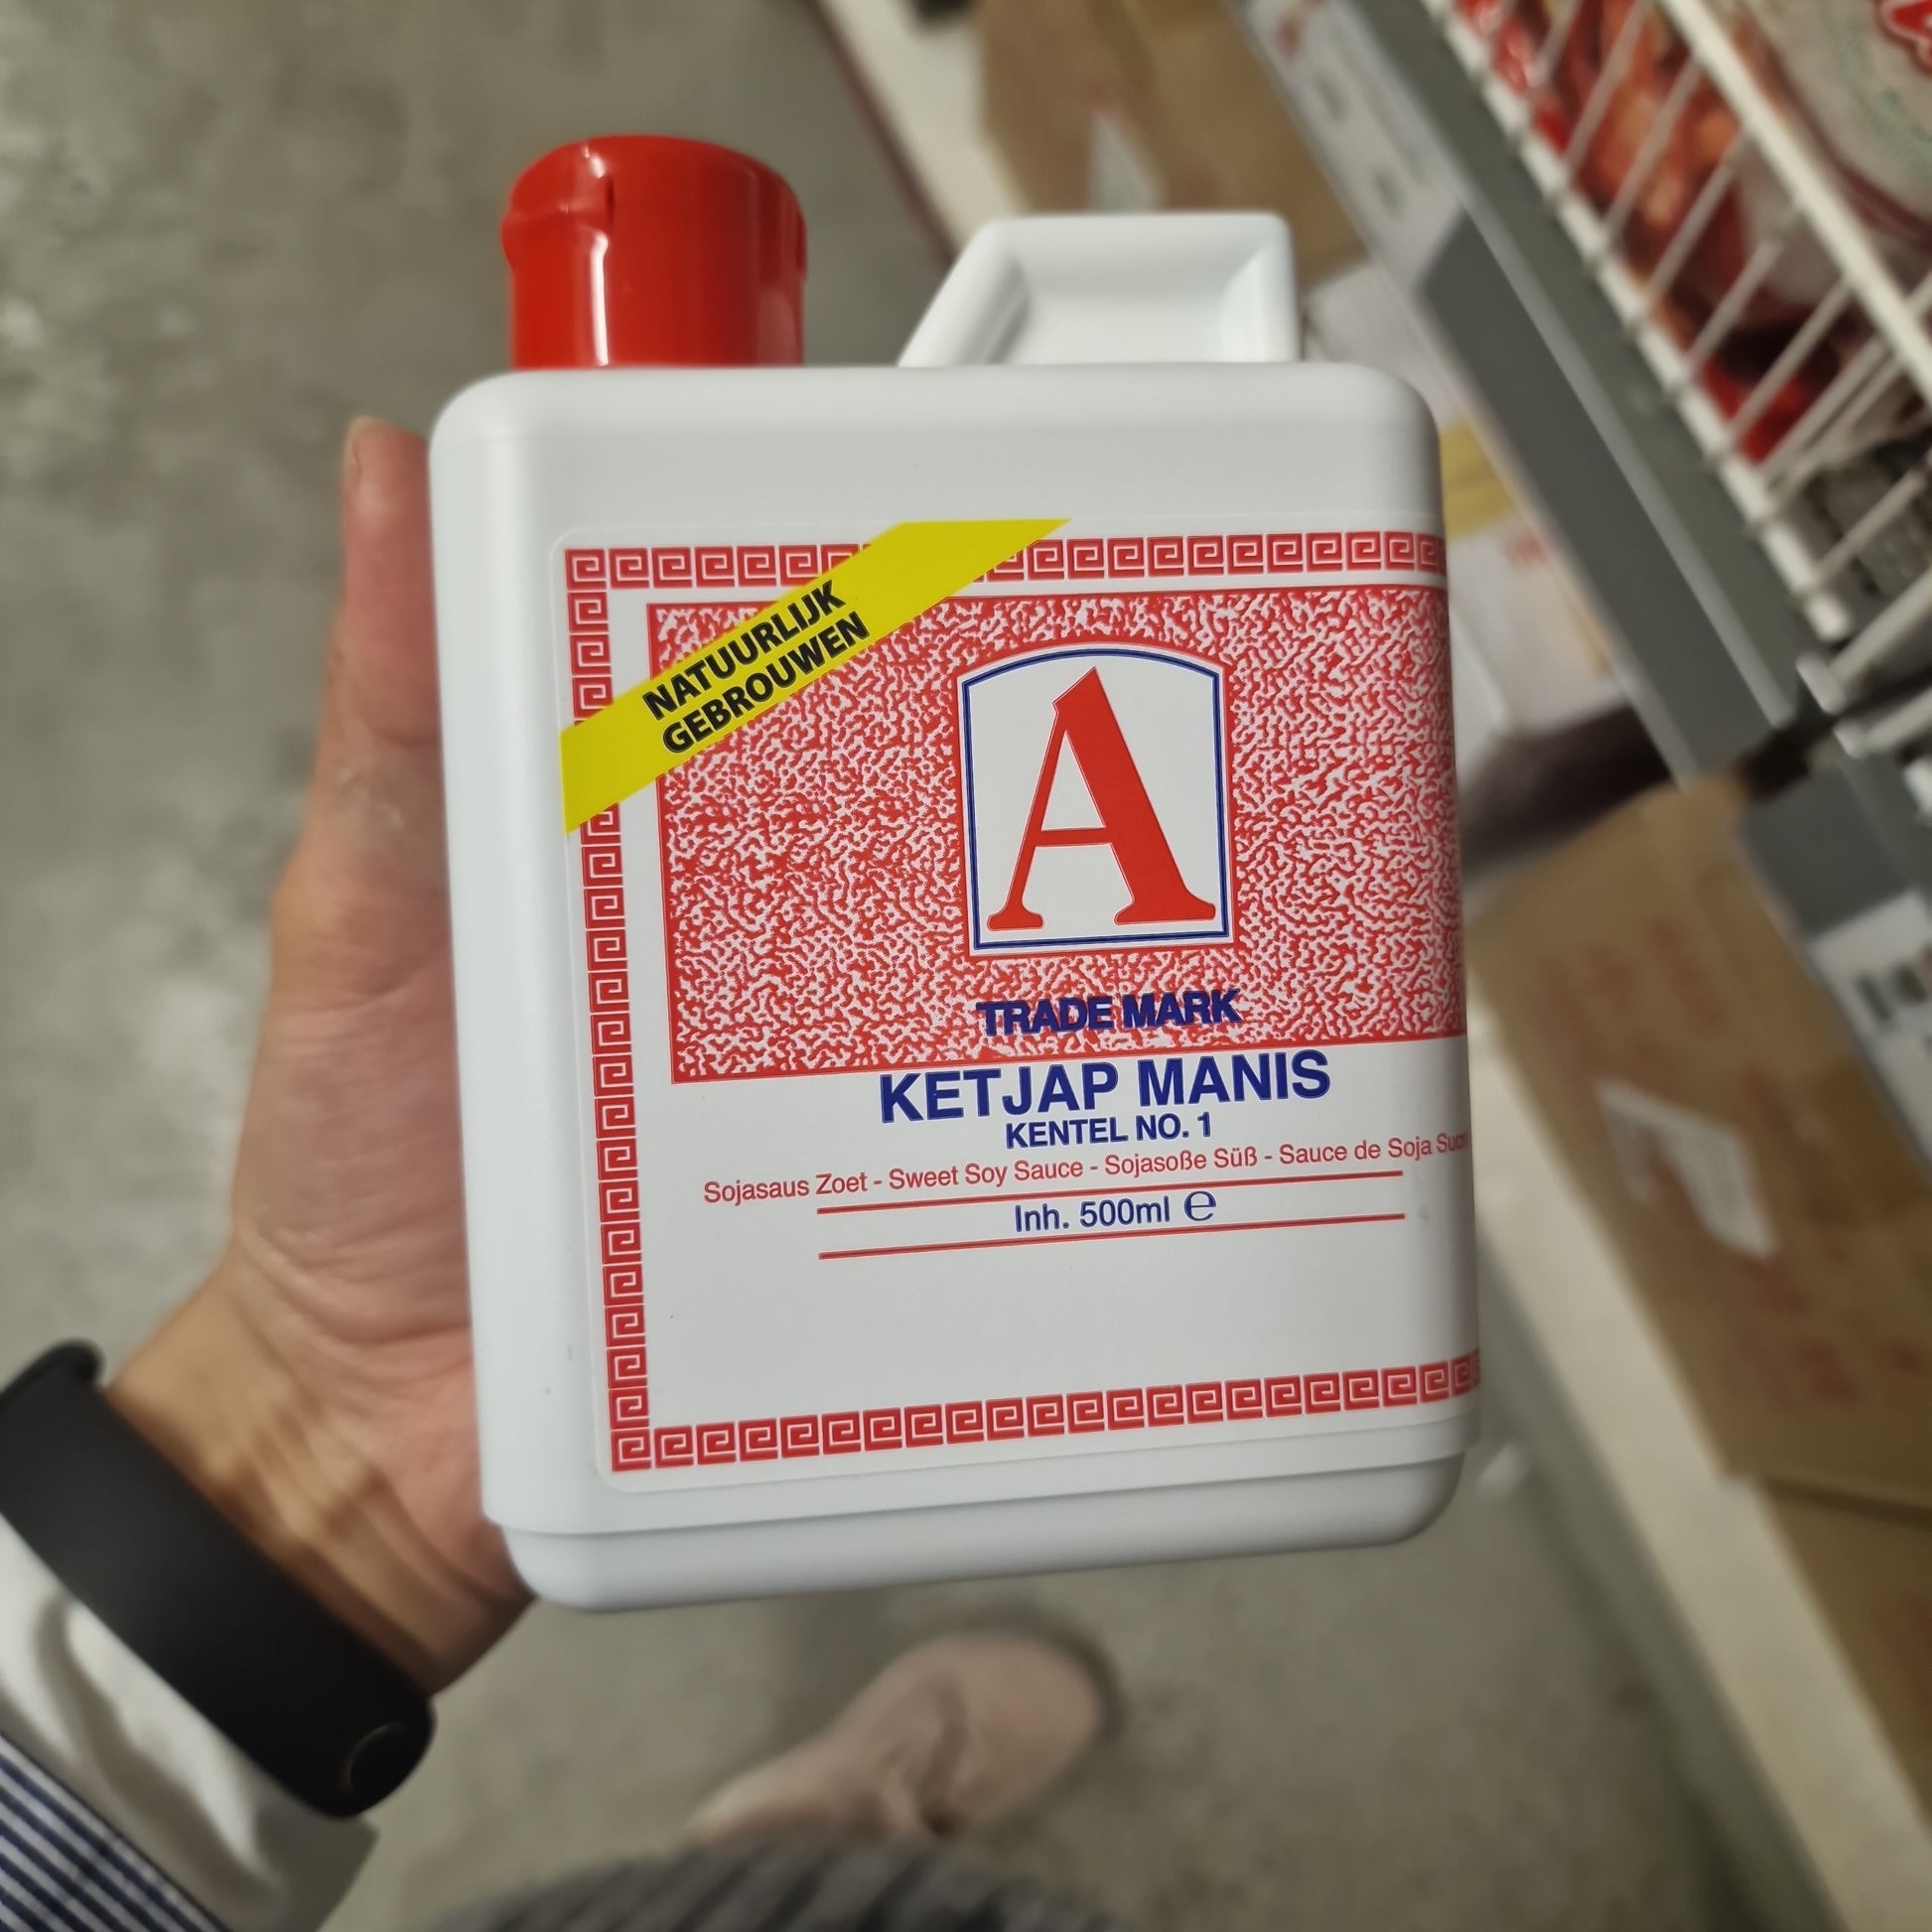 NATUURLIJK
GEBROUWEN
A
TRADE MARK
KETJAP MANIS
KENTEL NO. 1
Sojasaus Zoet - Sweet Soy Sauce - Sojasoße Süß - Sauce de Soja
Inh. 500ml ℮